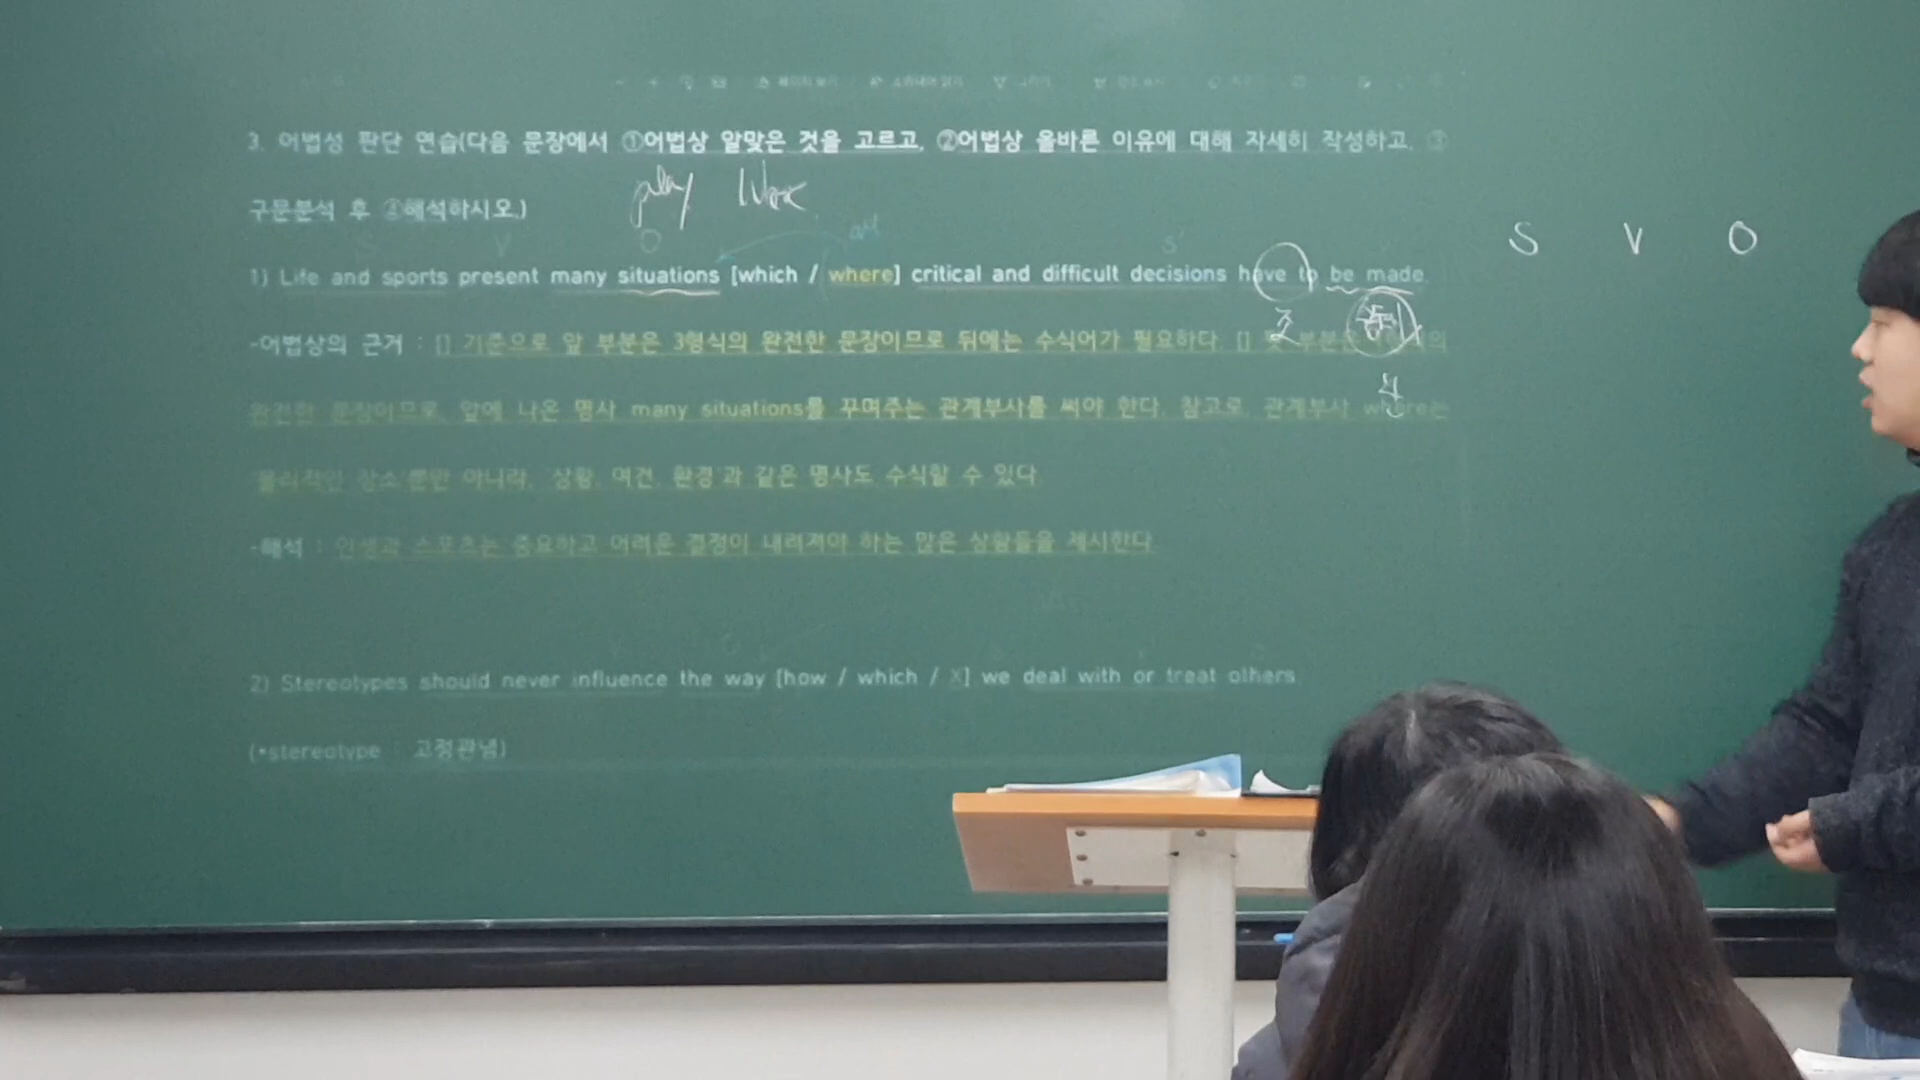 3. 어법성 판단 연습(다음 문장에서 ①어법상 알맞은 것을 고르고, ②어법상 올바른 이유에 대해 자세히 작성하고, ③
play
구문분석 후 ④해석하시오.)
S V O S V O
1) Life and sports present many situations [which / where] critical and difficult decisions have to be made.
-어법상의 근거 : [] 기준으로 앞 부분은 3형식의 완전한 문장이므로 뒤에는 수식어가 필요하다. [] 뒷 부분은
완전한 문장이므로, 앞에 나온 명사 many situations를 꾸며주는 관계부사를 써야 한다. 참고로, 관계부사 where는
'물리적인 장소'뿐만 아니라, '상황, 여건, 환경'과 같은 명사도 수식할 수 있다.
-해석 : 인생과 스포츠는 중요하고 어려운 결정이 내려져야 하는 많은 상황들을 제시한다.
2) Stereotypes should never influence the way [how / which / X] we deal with or treat others.
(*stereotype : 고정관념)